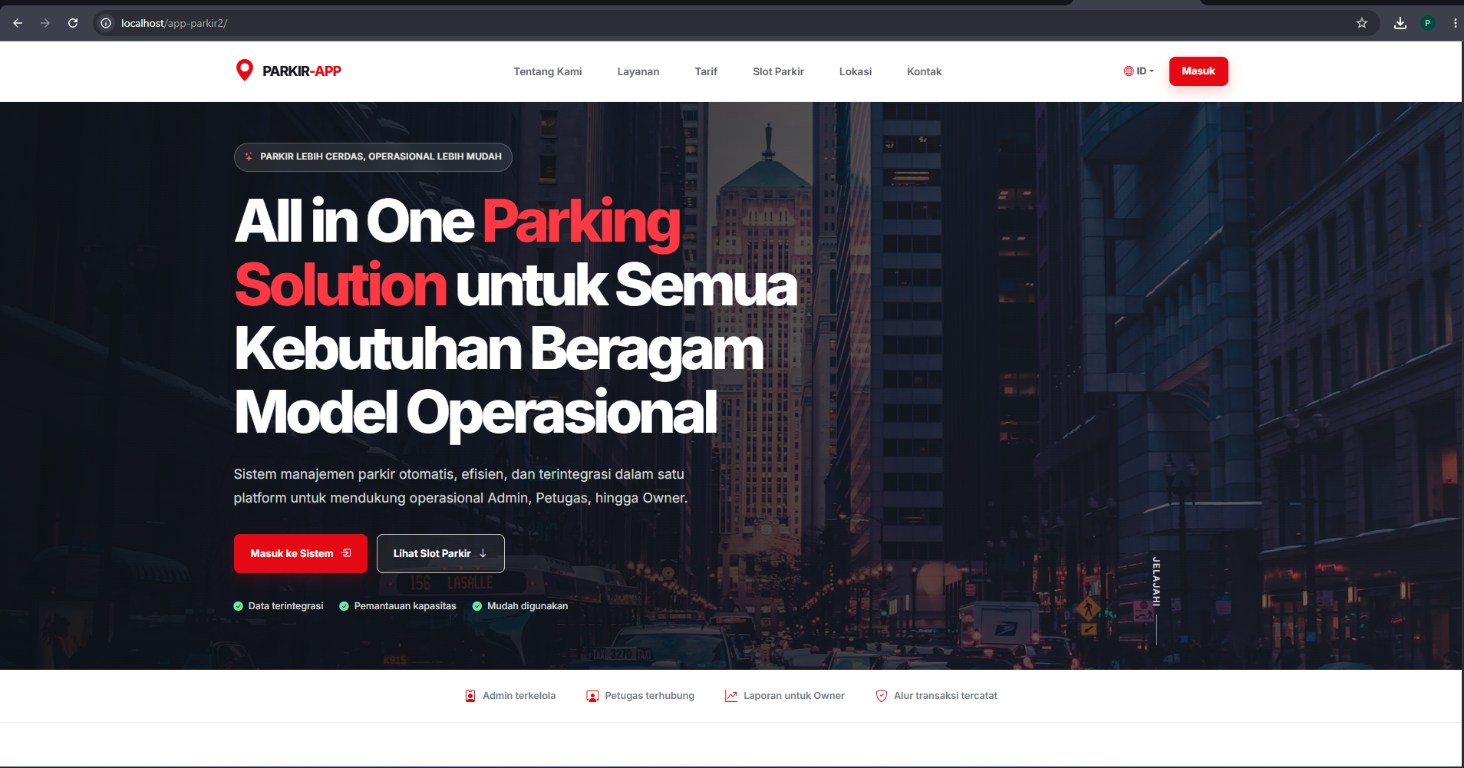 localhost/app-parkir2/
P
PARKIR-APP
Tentang Kami
Layanan
Tarif
Slot Parkir
Lokasi
Kontak
ID
Masuk
PARKIR LEBIH CERDAS, OPERASIONAL LEBIH MUDAH
All in One Parking
Solution untuk Semua
Kebutuhan Beragam
Model Operasional
Sistem manajemen parkir otomatis, efisien, dan terintegrasi dalam satu
platform untuk mendukung operasional Admin, Petugas, hingga Owner.
Masuk ke Sistem
Lihat Slot Parkir
156 LASALLE
Data terintegrasi
Pemantauan kapasitas
Mudah digunakan
JELAJAHI
Admin terkelola
Petugas terhubung
Laporan untuk Owner
Alur transaksi tercatat